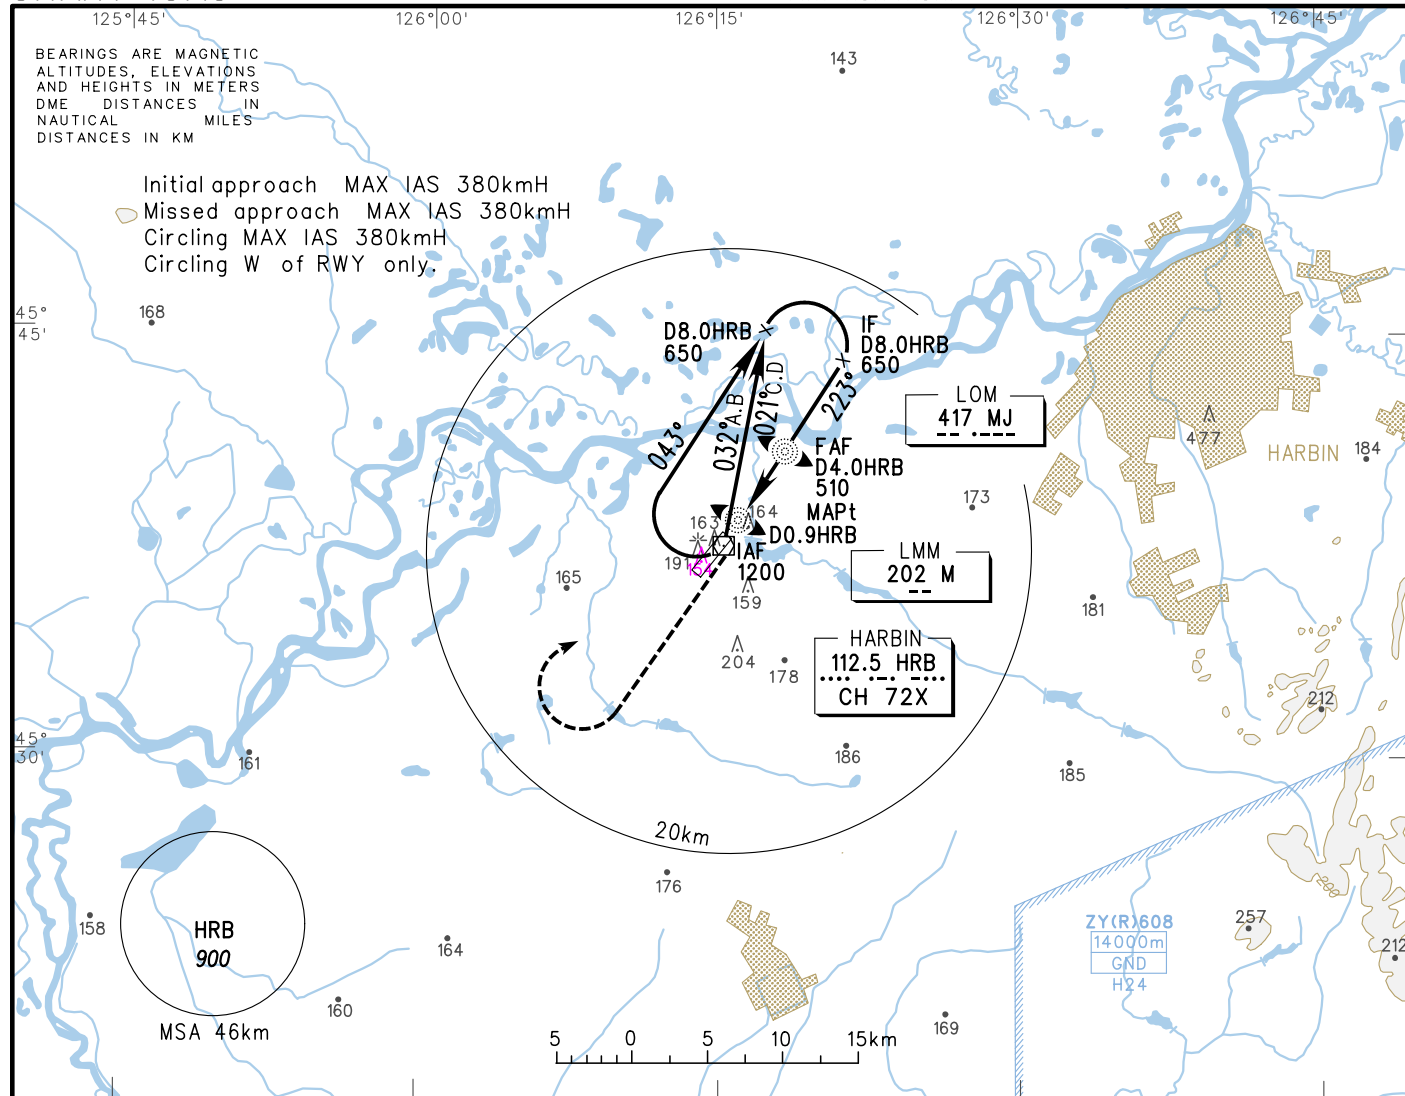 125°45'
126°00'
126°15'
126°30'
126°45'
BEARINGS ARE MAGNETIC
ALTITUDES, ELEVATIONS
AND HEIGHTS IN METERS
DME DISTANCES IN
NAUTICAL MILES
DISTANCES IN KM
143
Initial approach MAX IAS 380kmH
Missed approach MAX IAS 380kmH
Circling MAX IAS 380kmH
Circling W of RWY only.
168
45°
45'
D8.0HRB
650
IF
D8.0HRB
650
043°
032°A.B
021°C.D
223°
LOM
417 MJ
477
HARBIN
184
FAF
D4.0HRB
510
MAPt
D0.9HRB
173
163
164
191
154
IAF
1200
159
LMM
202 M
165
181
204
178
HARBIN
112.5 HRB
CH 72X
212
45°
30'
161
186
185
20km
176
158
HRB
900
MSA 46km
164
160
200
257
212
ZY(R)608
14000m
GND
H24
169
5 0 5 10 15km